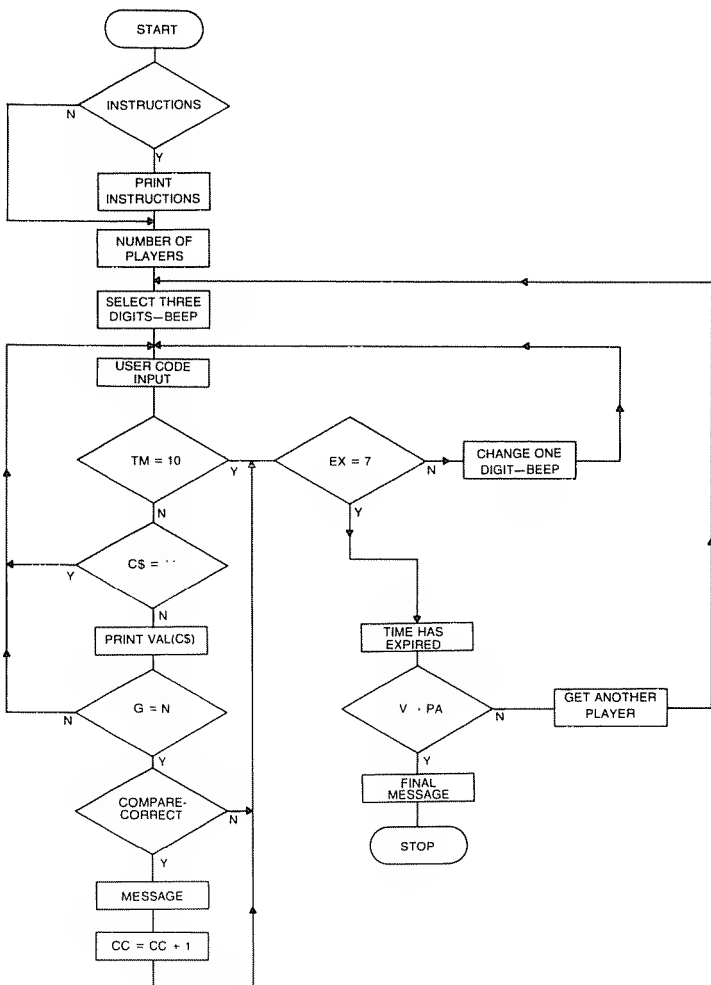 START
INSTRUCTIONS
N
Y
PRINT
INSTRUCTIONS
NUMBER OF
PLAYERS
SELECT THREE
DIGITS—BEEP
USER CODE
INPUT
TM = 10
Y
N
EX = 7
N
Y
CHANGE ONE
DIGIT—BEEP
C$ = ' '
Y
N
PRINT VAL(C$)
TIME HAS
EXPIRED
G = N
N
Y
V PA
N
Y
GET ANOTHER
PLAYER
COMPARE-
CORRECT
N
Y
FINAL
MESSAGE
STOP
MESSAGE
CC = CC + 1